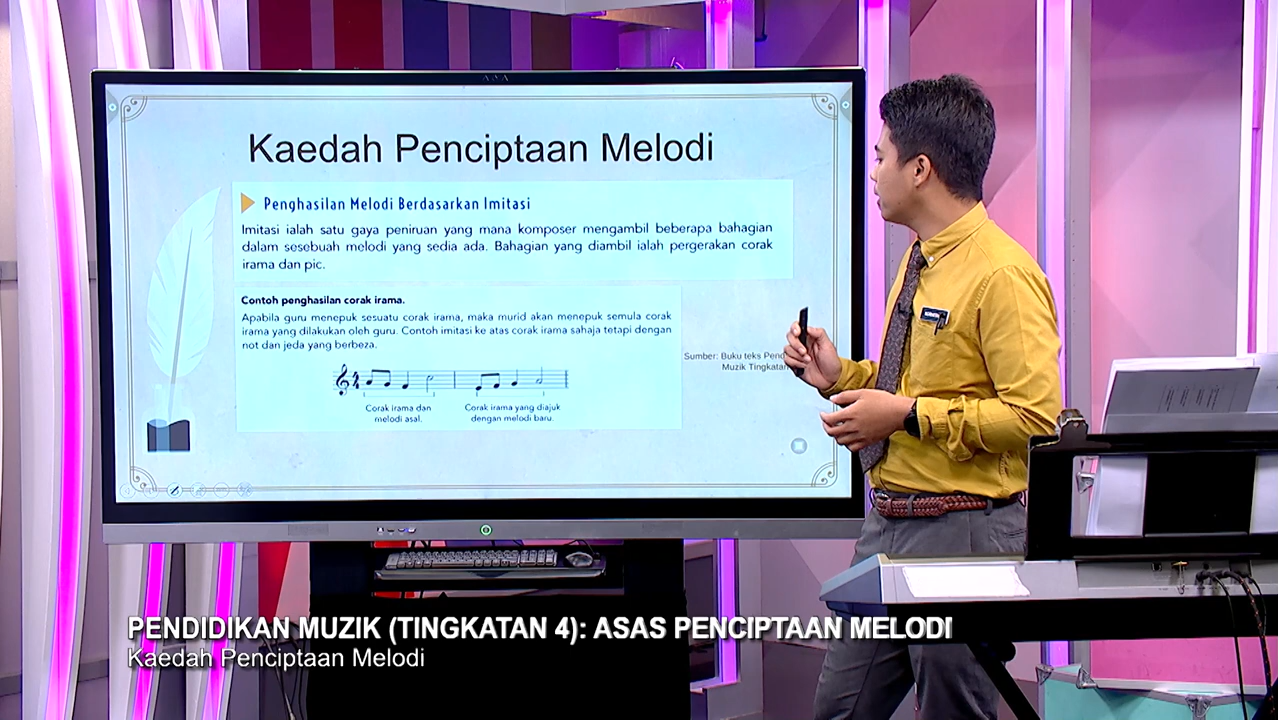 Kaedah Penciptaan Melodi
Penghasilan Melodi Berdasarkan Imitasi
Imitasi ialah satu gaya peniruan yang mana komposer mengambil beberapa bahagian
dalam sesebuah melodi yang sedia ada. Bahagian yang diambil ialah pergerakan corak
irama dan pic.
Contoh penghasilan corak irama.
Apabila guru menepuk sesuatu corak irama, maka murid akan menepuk semula corak
irama yang dilakukan oleh guru. Contoh imitasi ke atas corak irama sahaja tetapi dengan
not dan jeda yang berbeza.
Sumber: Buku teks Pend
Muzik Tingkatan
Corak irama dan
melodi asal.
Corak irama yang diajuk
dengan melodi baru.
PENDIDIKAN MUZIK (TINGKATAN 4): ASAS PENCIPTAAN MELODI
Kaedah Penciptaan Melodi